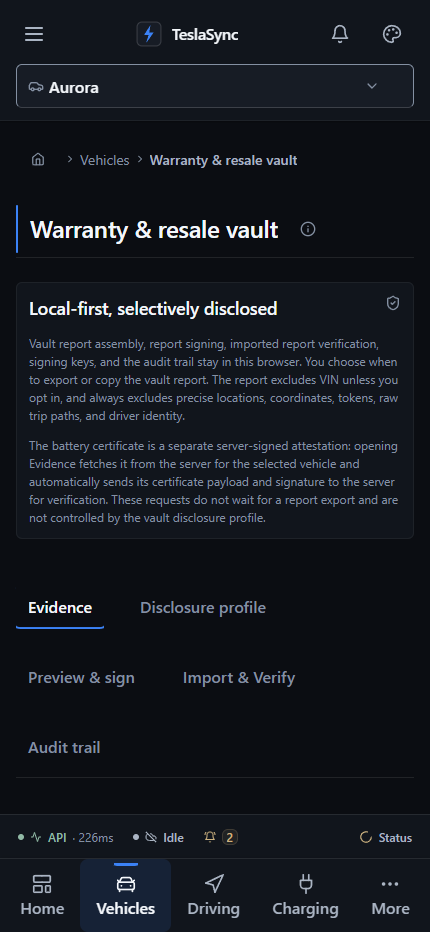 TeslaSync
Aurora
Vehicles
Warranty & resale vault
Warranty & resale vault
Local-first, selectively disclosed
Vault report assembly, report signing, imported report verification,
signing keys, and the audit trail stay in this browser. You choose when
to export or copy the vault report. The report excludes VIN unless you
opt in, and always excludes precise locations, coordinates, tokens, raw
trip paths, and driver identity.
The battery certificate is a separate server-signed attestation: opening
Evidence fetches it from the server for the selected vehicle and
automatically sends its certificate payload and signature to the server
for verification. These requests do not wait for a report export and are
not controlled by the vault disclosure profile.
Evidence
Disclosure profile
Preview & sign
Import & Verify
Audit trail
API · 226ms
Idle
2
Status
Home
Vehicles
Driving
Charging
More